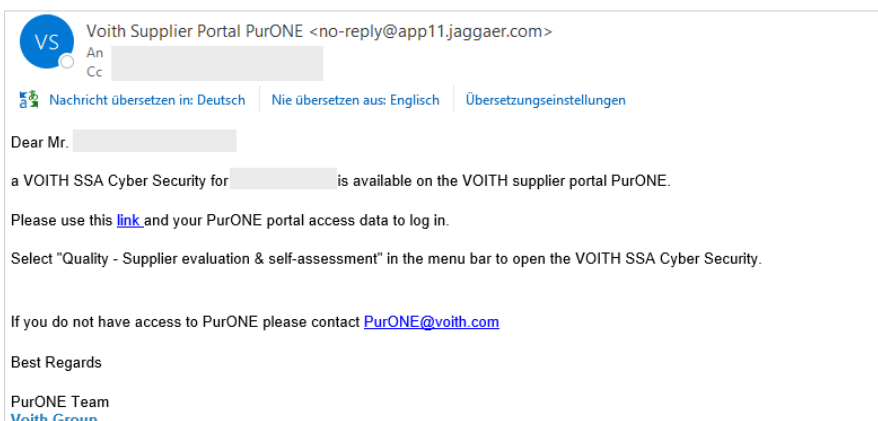 VS
Voith Supplier Portal PurONE <no-reply@app11.jaggaer.com>
An
Cc
Nachricht übersetzen in: Deutsch Nie übersetzen aus: Englisch Übersetzungseinstellungen
Dear Mr.
a VOITH SSA Cyber Security for is available on the VOITH supplier portal PurONE.
Please use this link and your PurONE portal access data to log in.
Select "Quality - Supplier evaluation & self-assessment" in the menu bar to open the VOITH SSA Cyber Security.
If you do not have access to PurONE please contact PurONE@voith.com
Best Regards
PurONE Team
Voith Group